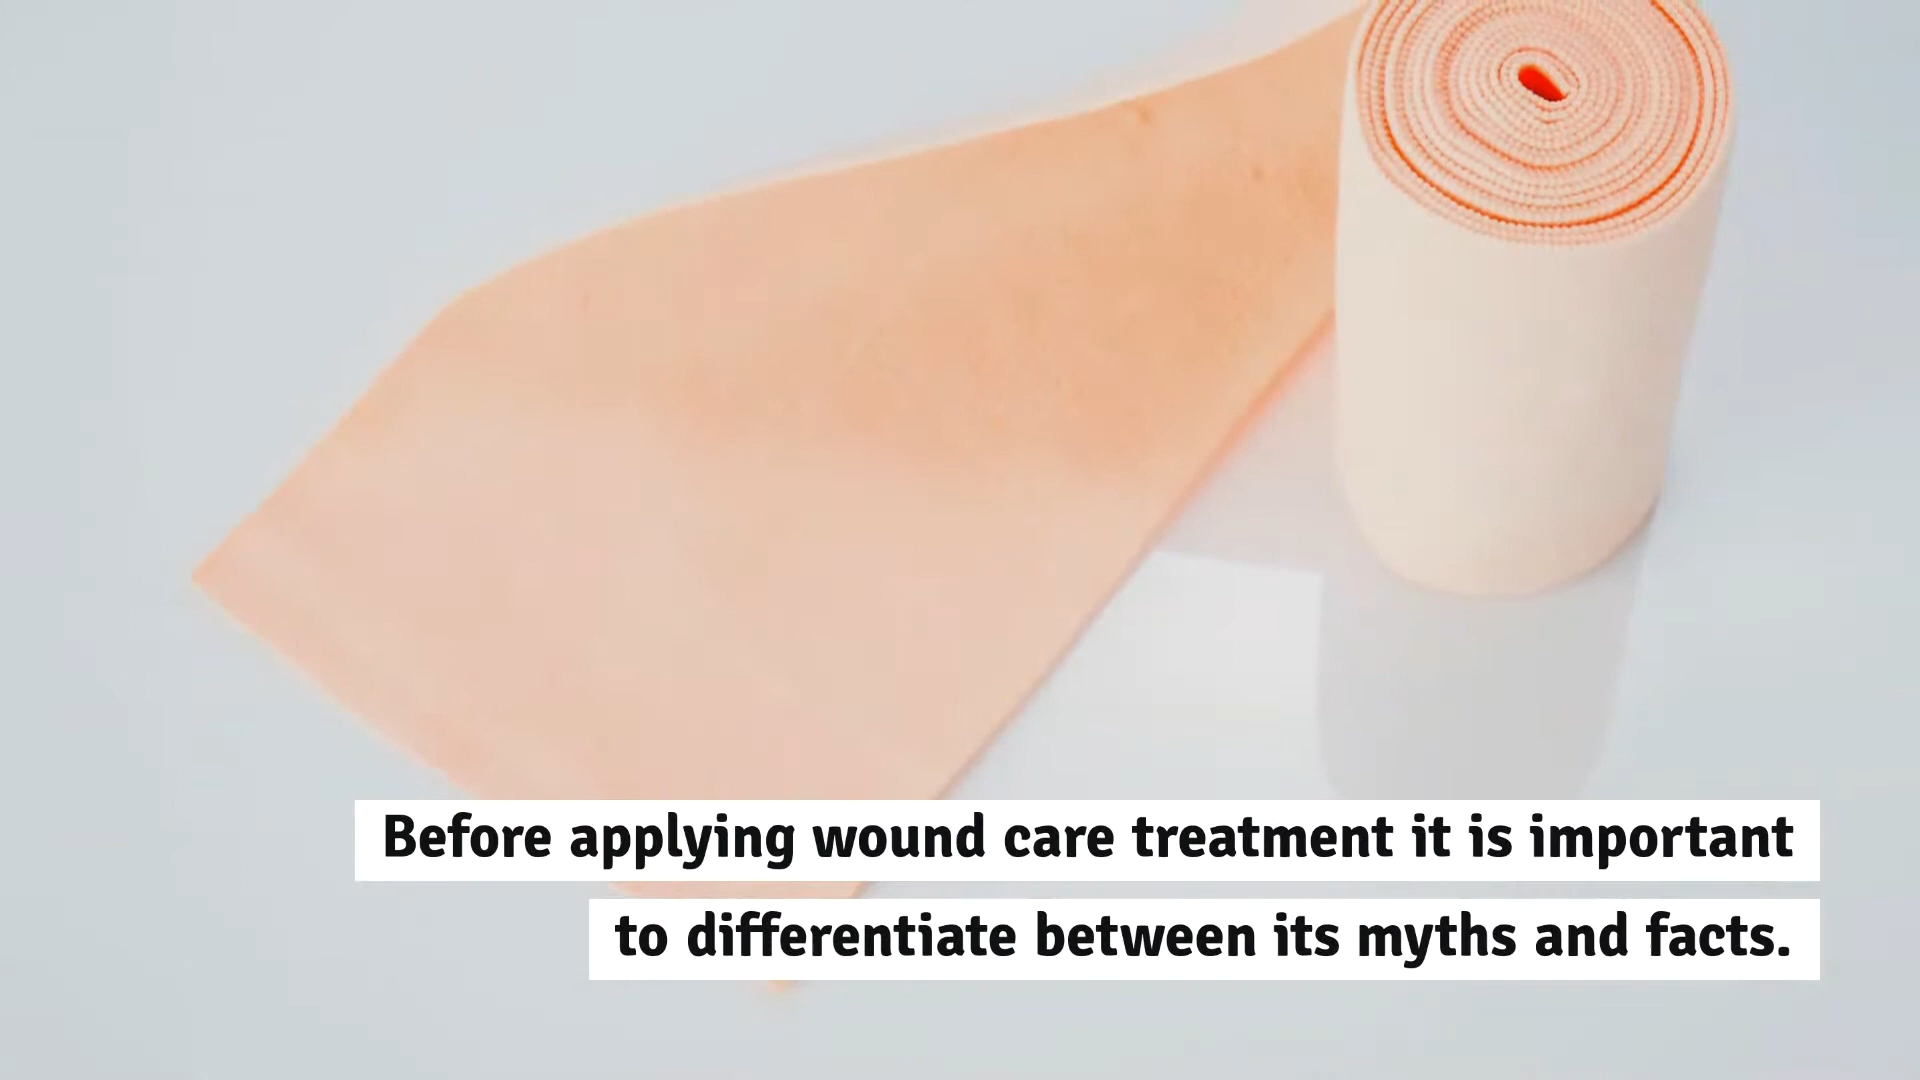 Before applying wound care treatment it is important
to differentiate between its myths and facts.